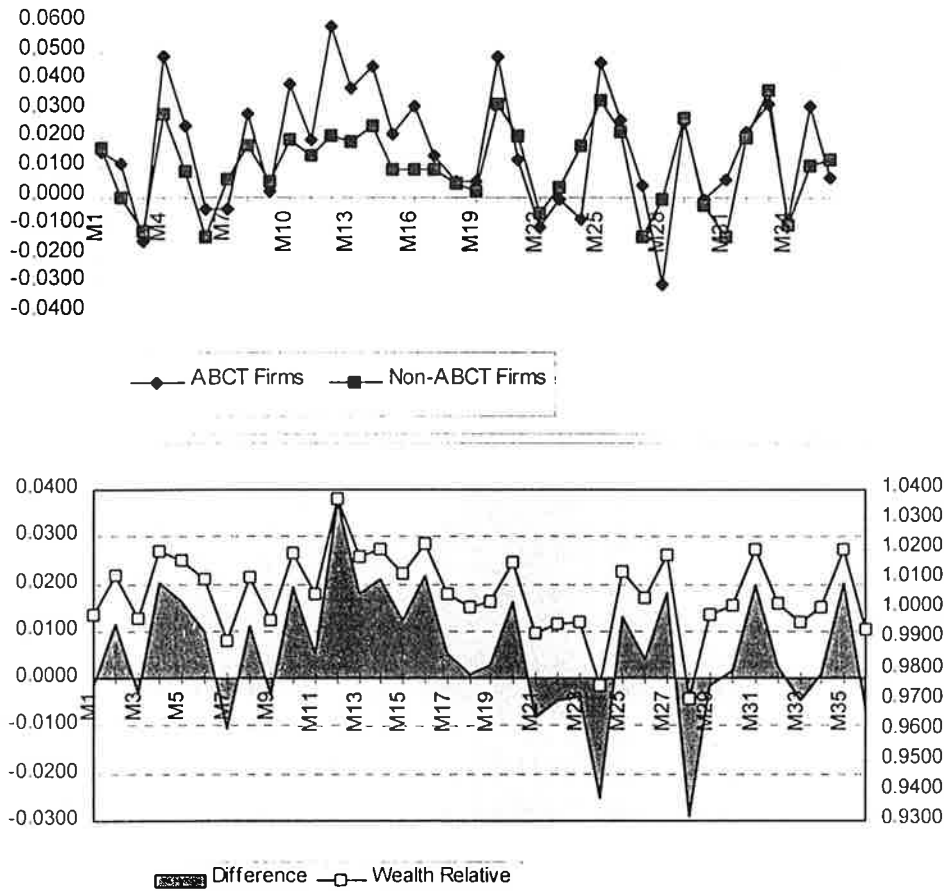 0.0600
0.0500
0.0400
0.0300
0.0200
0.0100
0.0000
-0.0100
-0.0200
-0.0300
-0.0400
M1
M4
M7
M10
M13
M16
M19
M22
M25
M28
M31
M34
ABCT Firms
Non-ABCT Firms
0.0400
0.0300
0.0200
0.0100
0.0000
-0.0100
-0.0200
-0.0300
1.0400
1.0300
1.0200
1.0100
1.0000
0.9900
0.9800
0.9700
0.9600
0.9500
0.9400
0.9300
M1
M3
M5
M7
M9
M11
M13
M15
M17
M19
M21
M23
M25
M27
M29
M31
M33
M35
Difference
Wealth Relative